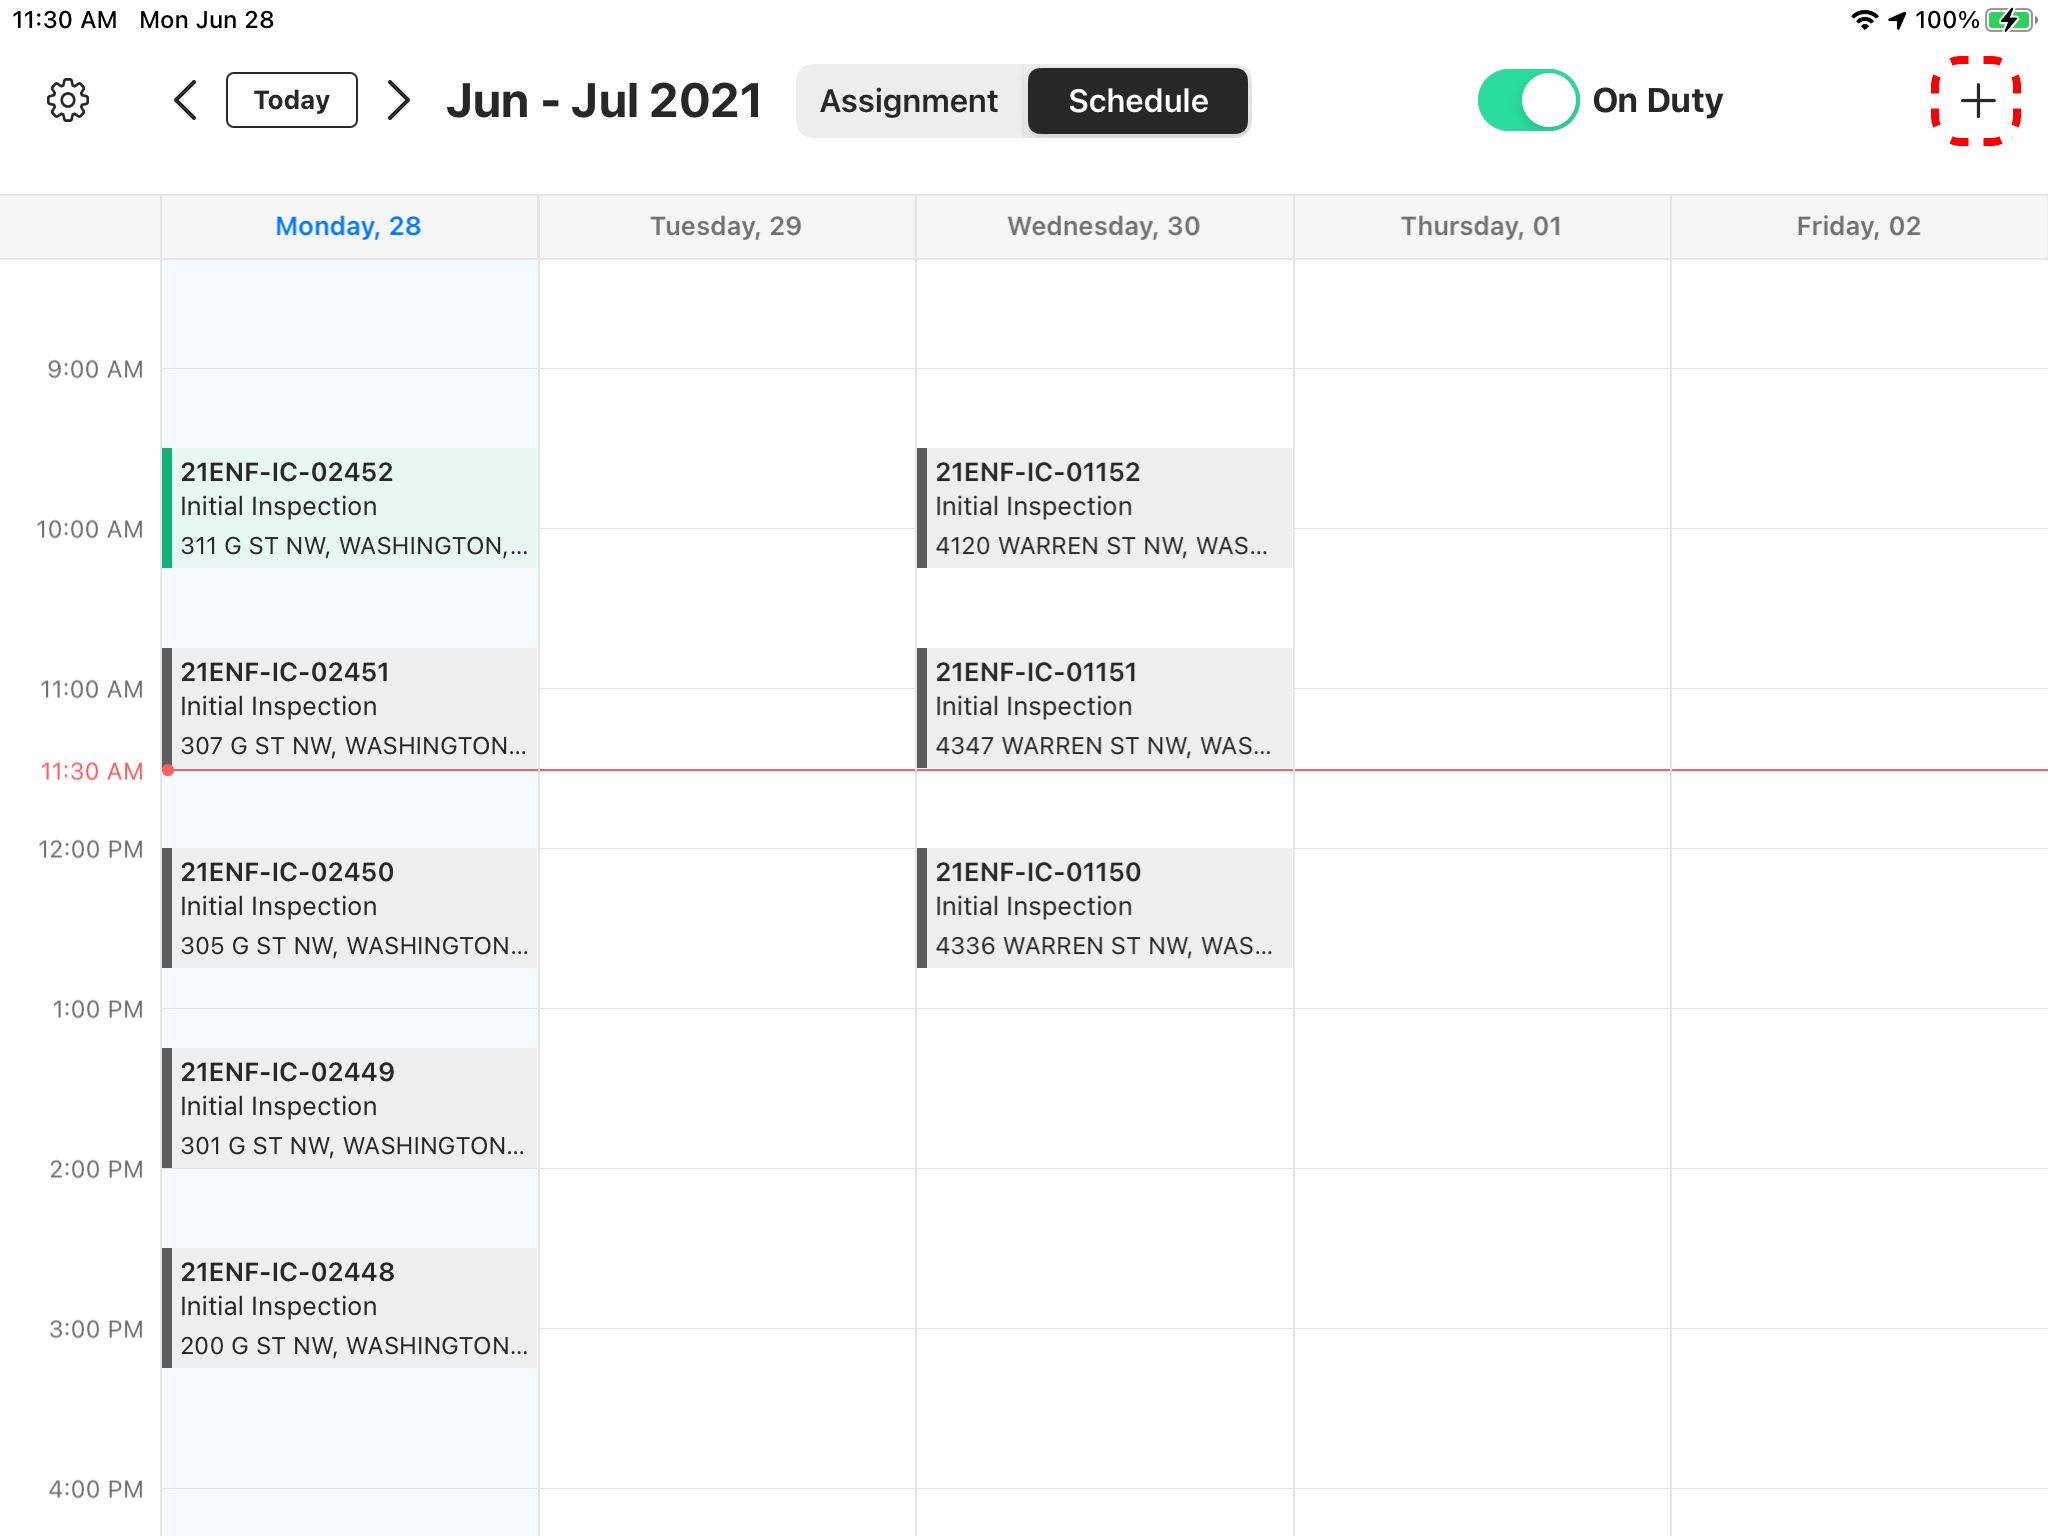 11:30 AM Mon Jun 28 100%
Today Jun - Jul 2021 Assignment Schedule On Duty
Monday, 28 Tuesday, 29 Wednesday, 30 Thursday, 01 Friday, 02
9:00 AM
21ENF-IC-02452
Initial Inspection
311 G ST NW, WASHINGTON,...
21ENF-IC-01152
Initial Inspection
4120 WARREN ST NW, WAS...
10:00 AM
21ENF-IC-02451
Initial Inspection
307 G ST NW, WASHINGTON...
21ENF-IC-01151
Initial Inspection
4347 WARREN ST NW, WAS...
11:00 AM
11:30 AM
12:00 PM
21ENF-IC-02450
Initial Inspection
305 G ST NW, WASHINGTON...
21ENF-IC-01150
Initial Inspection
4336 WARREN ST NW, WAS...
1:00 PM
21ENF-IC-02449
Initial Inspection
301 G ST NW, WASHINGTON...
2:00 PM
21ENF-IC-02448
Initial Inspection
200 G ST NW, WASHINGTON...
3:00 PM
4:00 PM